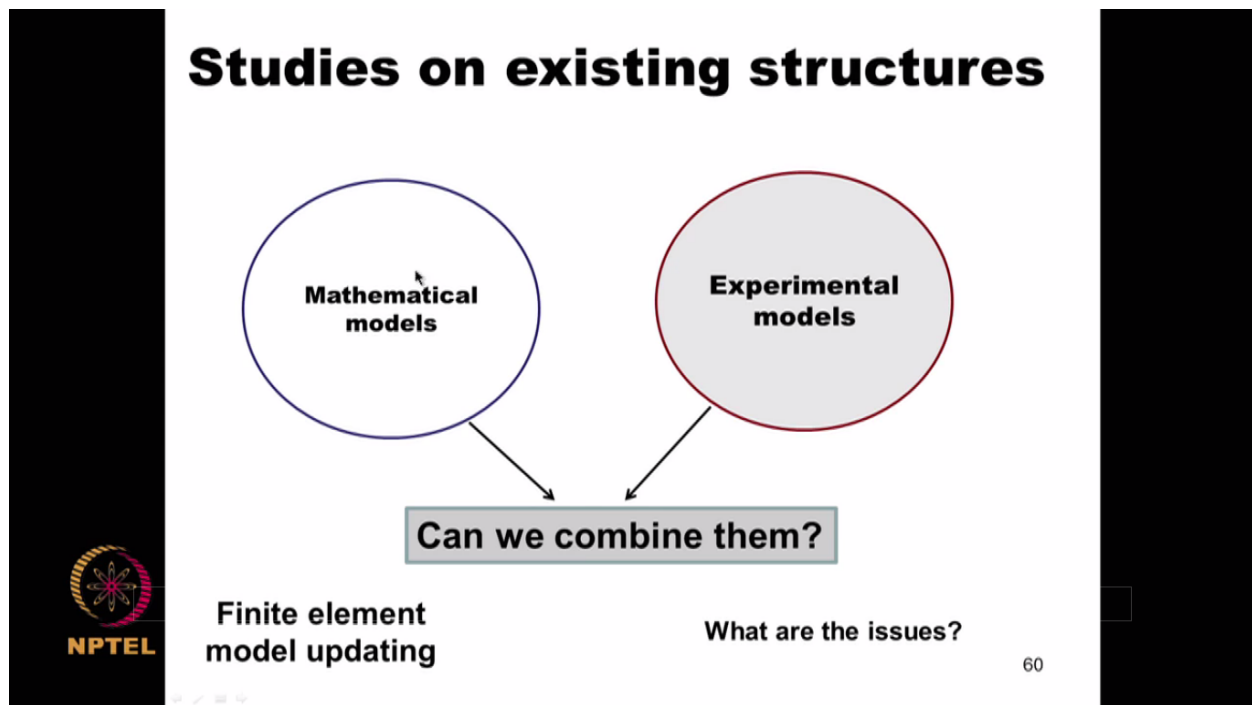 Studies on existing structures
Mathematical
models
Experimental
models
Can we combine them?
Finite element
model updating
What are the issues?
NPTEL
60